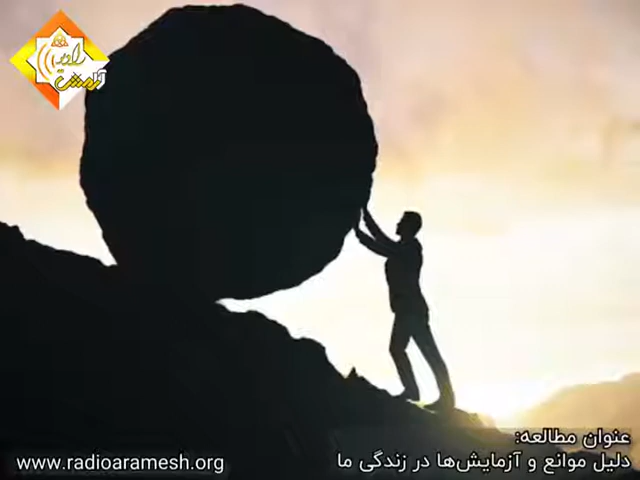 رادیو
آرامش
عنوان مطالعه:
دلیل موانع و آزمایش‌ها در زندگی ما
www.radioaramesh.org